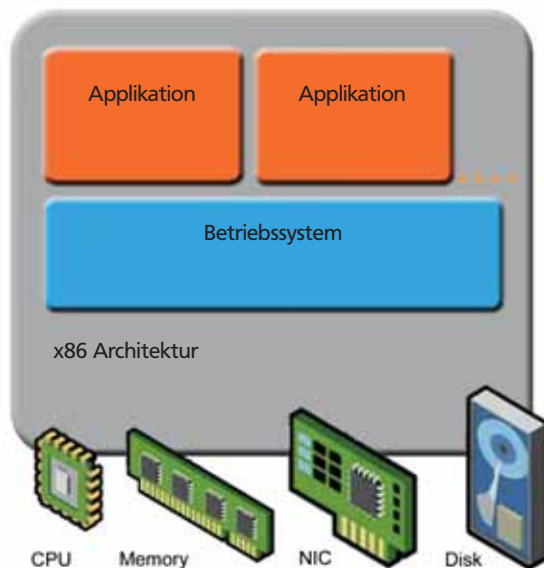 Applikation Applikation
Betriebssystem
x86 Architektur
CPU Memory NIC Disk